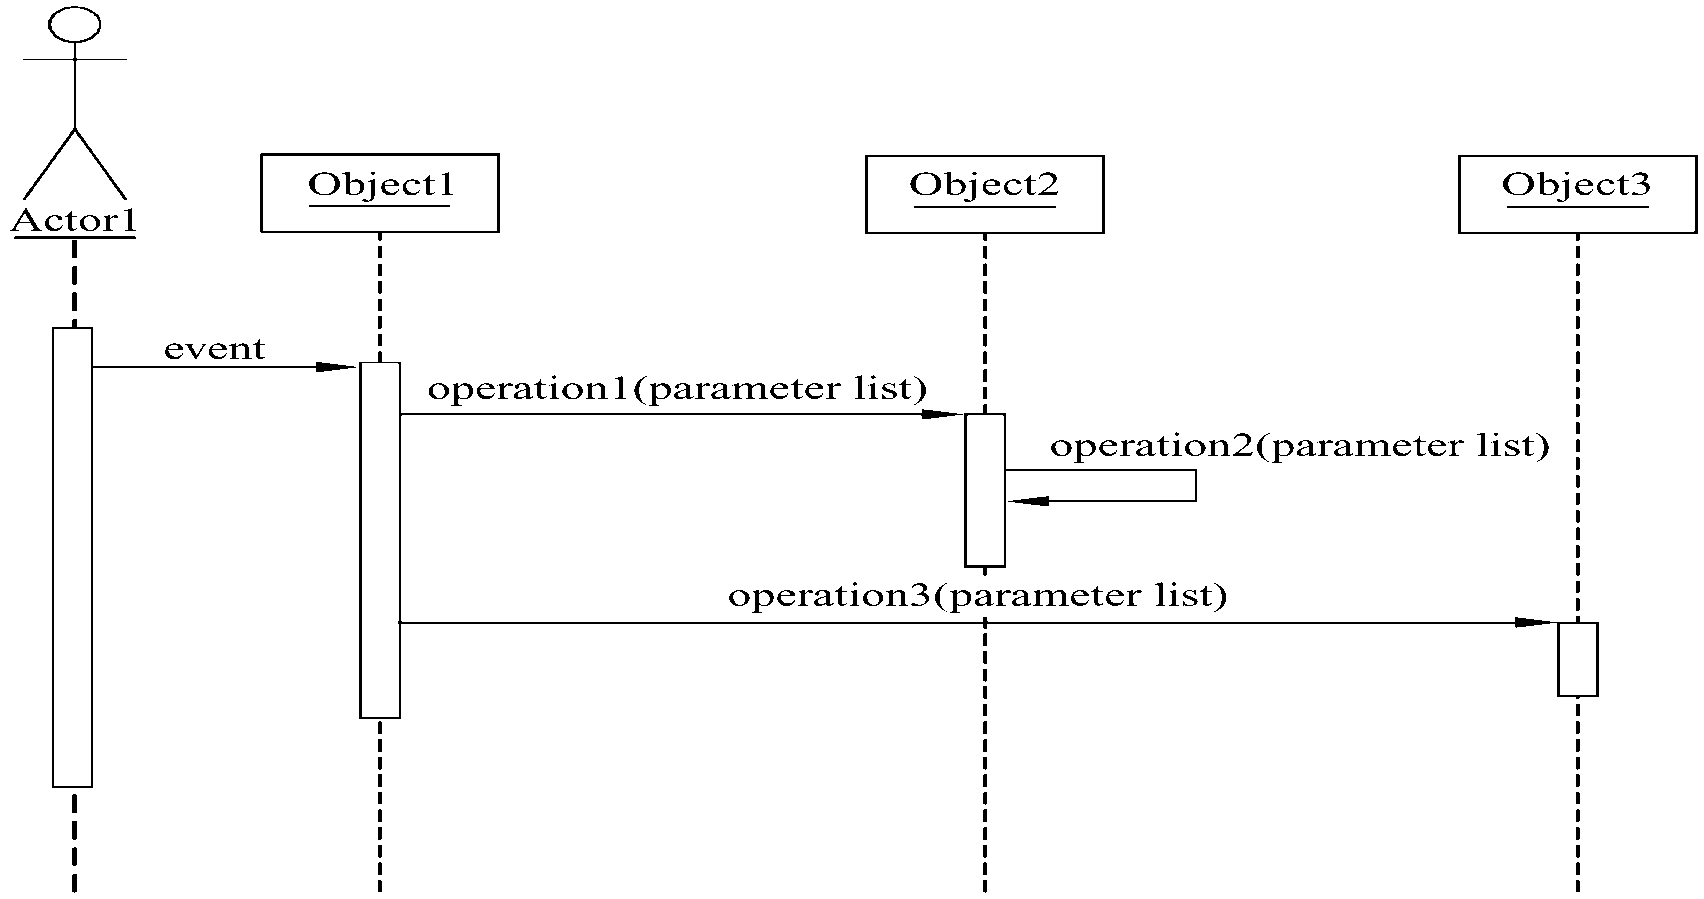 Actor1
Object1
Object2
Object3
event
operation1(parameter list)
operation2(parameter list)
operation3(parameter list)